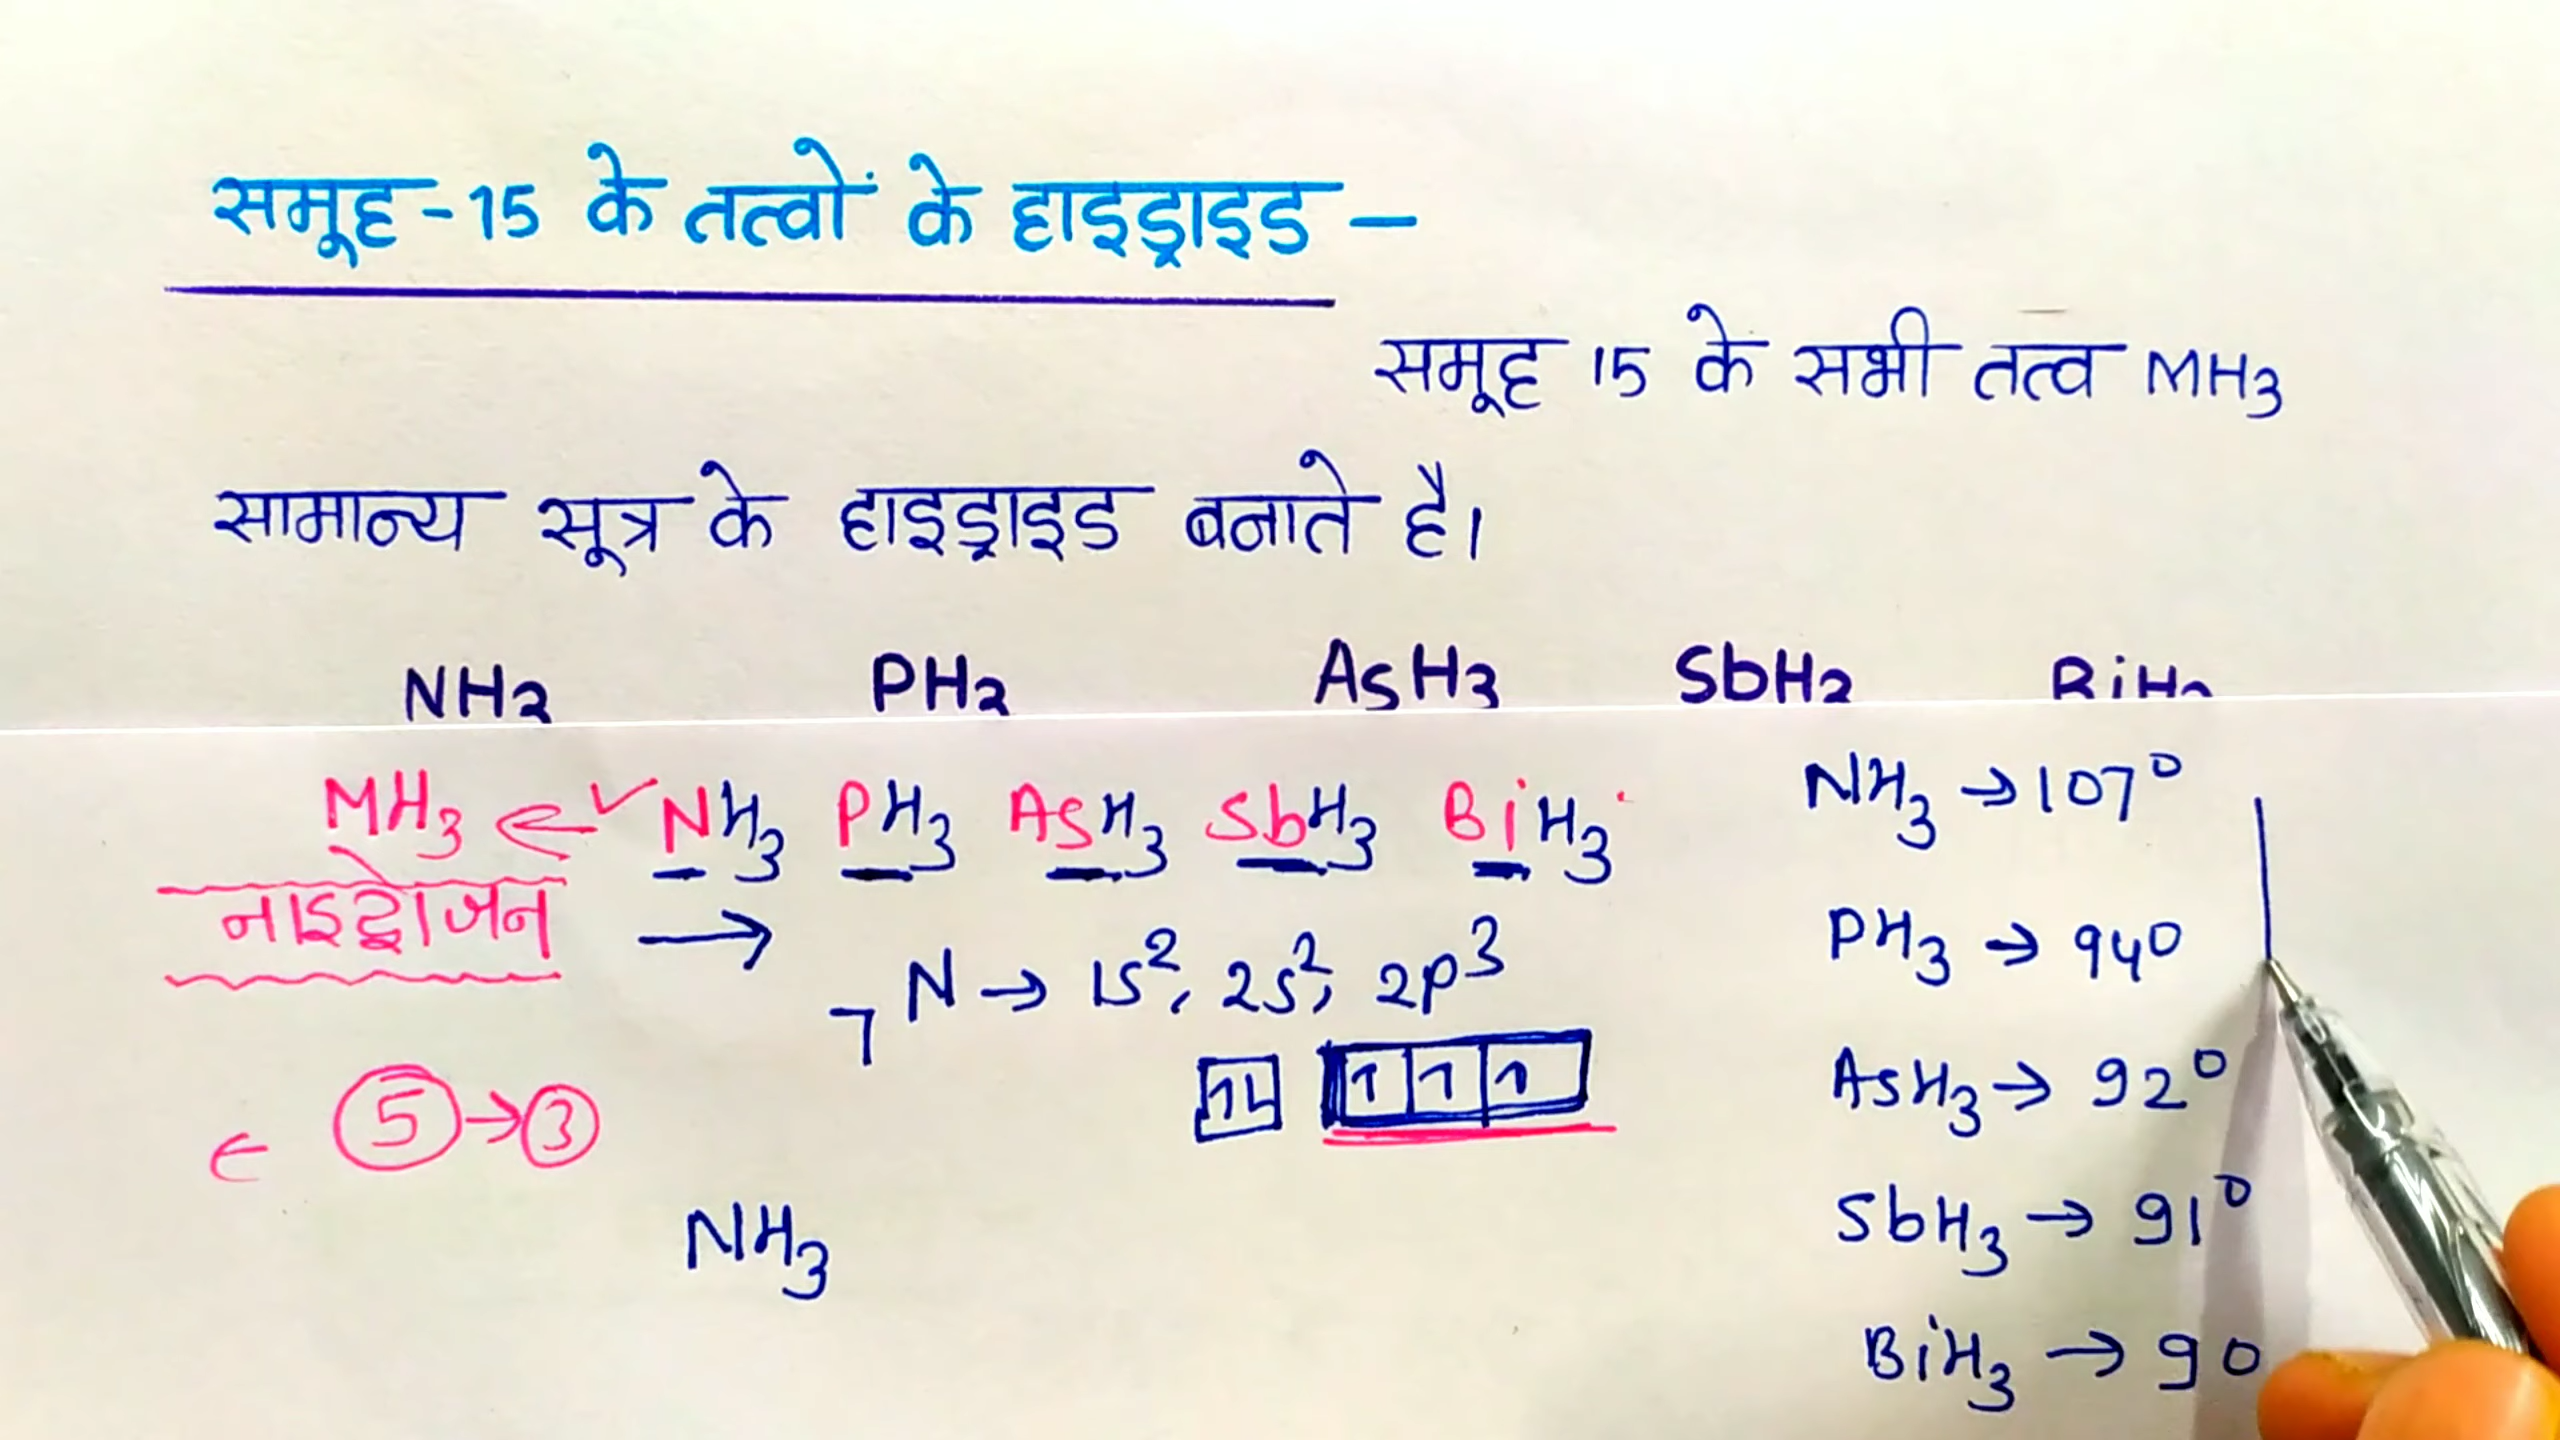 समूह-15 के तत्वों के हाइड्राइड –
समूह 15 के सभी तत्व MH3
सामान्य सूत्र के हाइड्राइड बनाते है।
NH3 PH3 AsH3 SbH3 BiH3
MH3 ← ✓ NH3 PH3 AsH3 SbH3 BiH3
नाइट्रोजन →
7N → 1s², 2s², 2p³
↑↓ ↑ ↑ ↑
← 5 → 3
NH3
NH3 → 107°
PH3 → 94°
AsH3 → 92°
SbH3 → 91°
BiH3 → 90